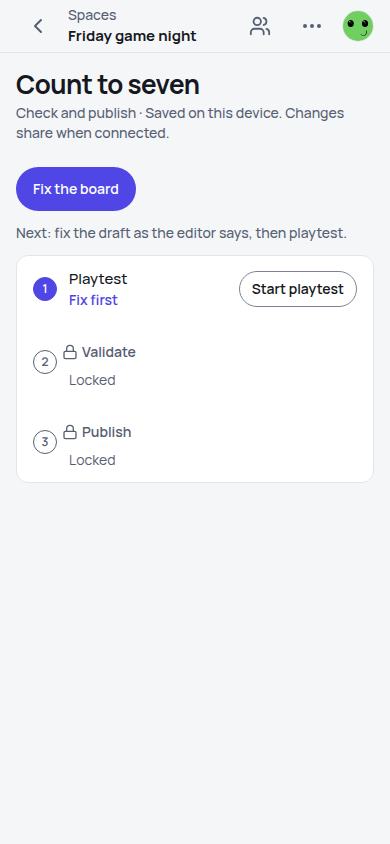 Spaces
Friday game night
Count to seven
Check and publish · Saved on this device. Changes
share when connected.
Fix the board
Next: fix the draft as the editor says, then playtest.
1
Playtest
Fix first
Start playtest
2
Validate
Locked
3
Publish
Locked